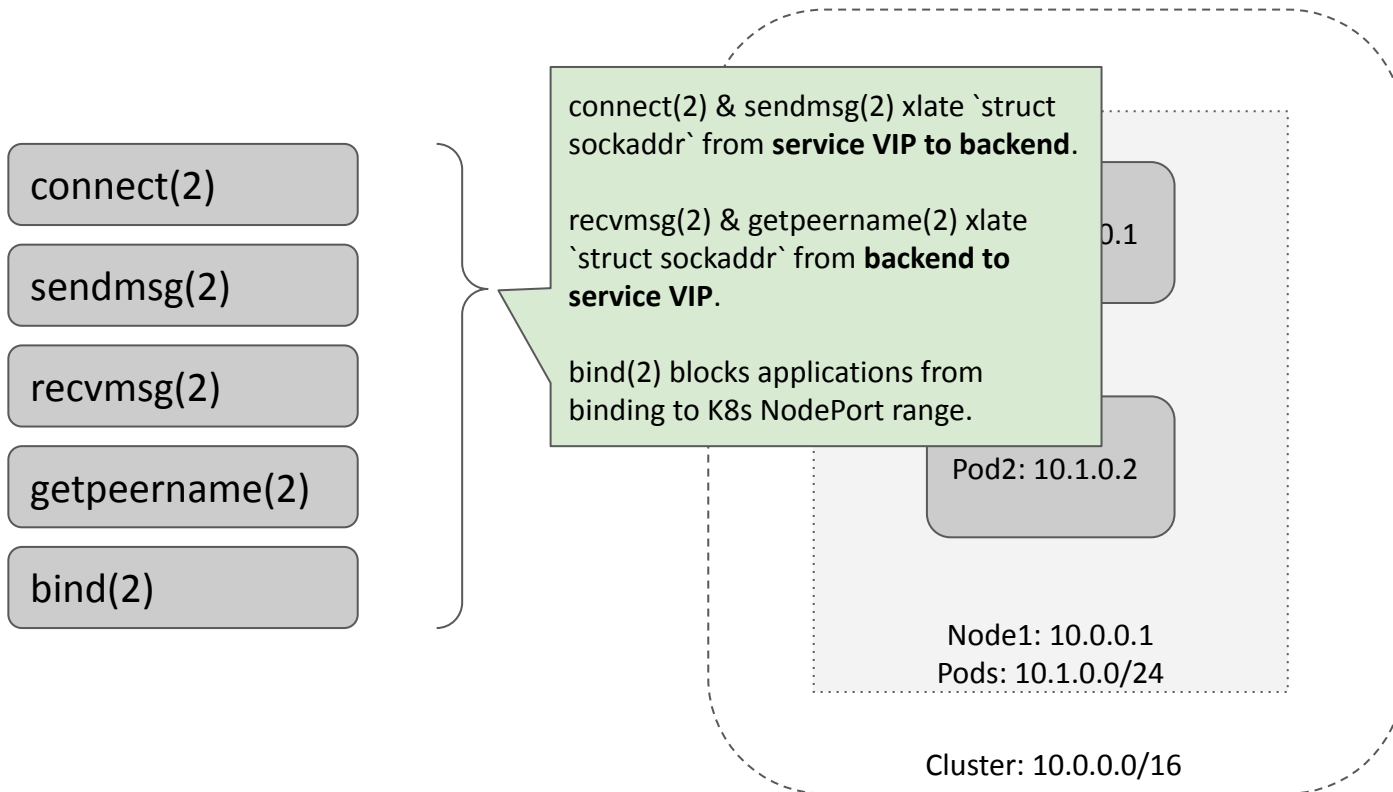 connect(2)
sendmsg(2)
recvmsg(2)
getpeername(2)
bind(2)
connect(2) & sendmsg(2) xlate `struct
sockaddr` from service VIP to backend.
recvmsg(2) & getpeername(2) xlate
`struct sockaddr` from backend to
service VIP.
bind(2) blocks applications from
binding to K8s NodePort range.
0.1
Pod2: 10.1.0.2
Node1: 10.0.0.1
Pods: 10.1.0.0/24
Cluster: 10.0.0.0/16